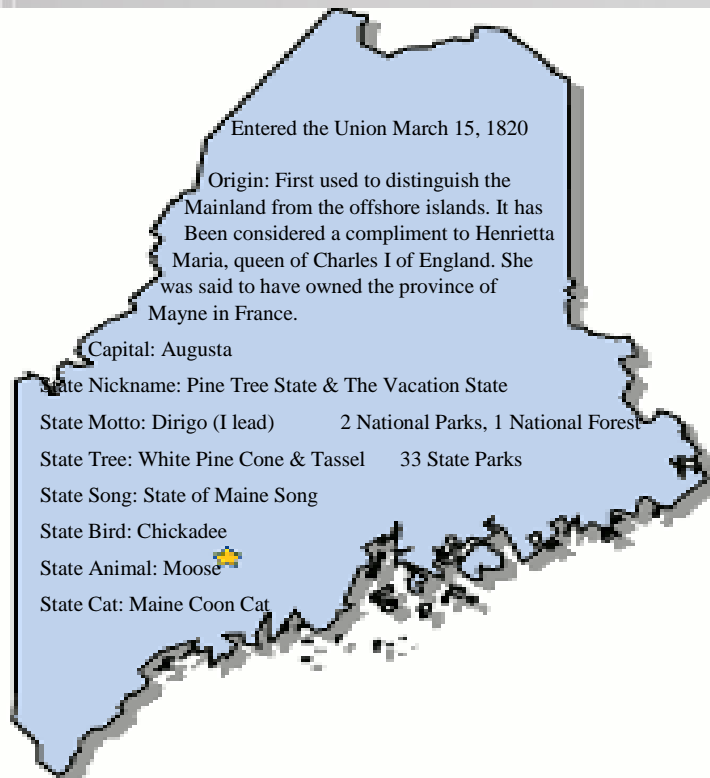 Entered the Union March 15, 1820
Origin: First used to distinguish the
Mainland from the offshore islands. It has
Been considered a compliment to Henrietta
Maria, queen of Charles I of England. She
was said to have owned the province of
Mayne in France.
Capital: Augusta
State Nickname: Pine Tree State & The Vacation State
State Motto: Dirigo (I lead) 2 National Parks, 1 National Forest
State Tree: White Pine Cone & Tassel 33 State Parks
State Song: State of Maine Song
State Bird: Chickadee
State Animal: Moose
State Cat: Maine Coon Cat